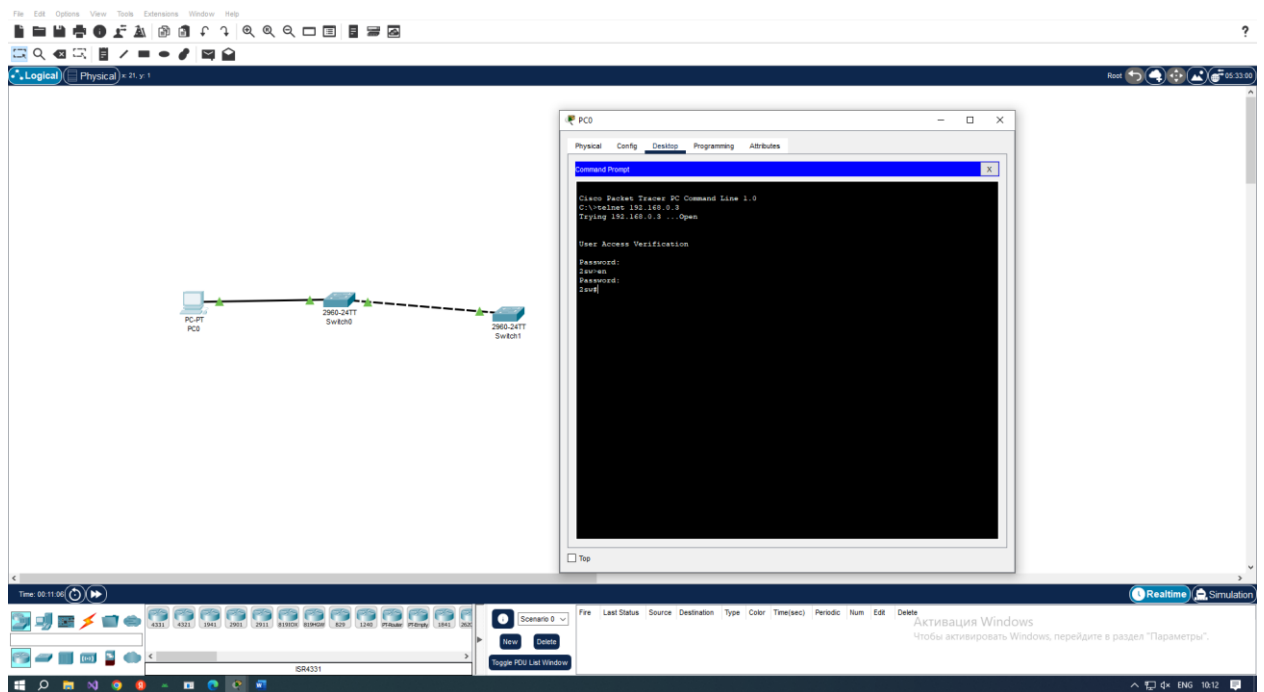 File Edit Options View Tools Extensions Window Help
?
Logical Physical x: 21, y: 1 Root 05:33:00
PC0
Physical Config Desktop Programming Attributes
Command Prompt X
Cisco Packet Tracer PC Command Line 1.0
C:\>telnet 192.168.0.3
Trying 192.168.0.3 ...Open
User Access Verification
Password:
2sw>en
Password:
2sw#
PC-PT
PC0
2960-24TT
Switch0
2960-24TT
Switch1
Top
Time: 00:11:06 Realtime Simulation
4331 4321 1941 2901 2911 819IOX 819HGW 829 1240 PT-Router PT-Empty 1841
Scenario 0
New Delete
Toggle PDU List Window
Fire Last Status Source Destination Type Color Time(sec) Periodic Num Edit Delete
Активация Windows
Чтобы активировать Windows, перейдите в раздел "Параметры".
ISR4331
ENG 10:12